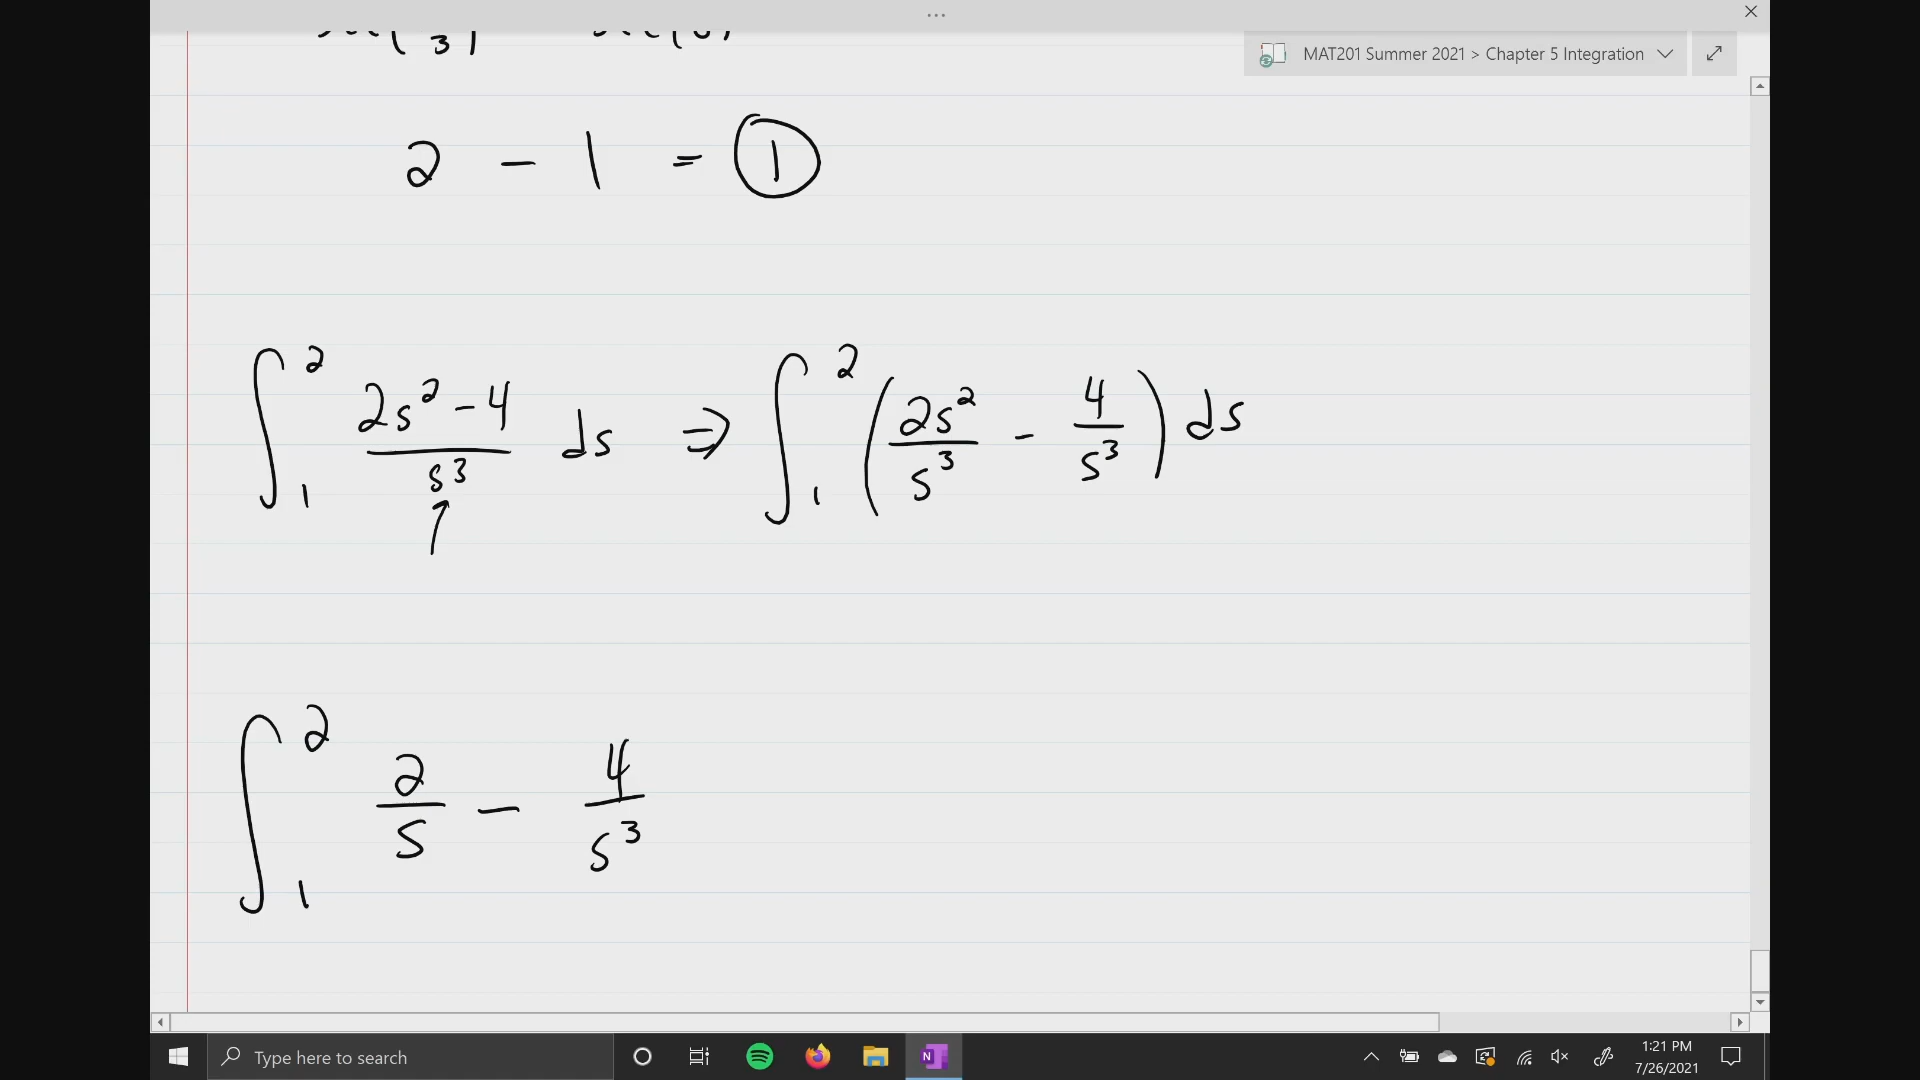 ...
MAT201 Summer 2021 > Chapter 5 Integration
2 - 1 = 1
∫₁² (2s² - 4)/s³ ds ⇒ ∫₁² (2s²/s³ - 4/s³) ds
∫₁² 2/s - 4/s³
Type here to search
N
1:21 PM
7/26/2021